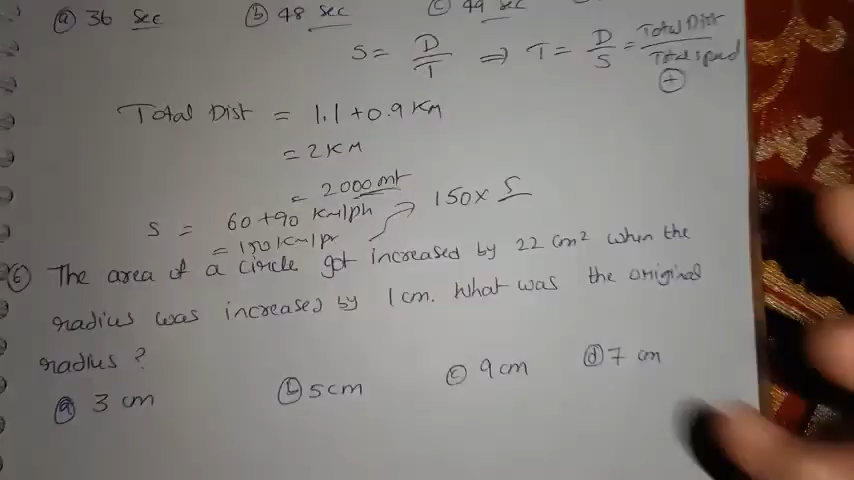 (a) 36 sec (b) 48 sec (c) 49 sec
S = D/T ⇒ T = D/S = Total Dist/Total speed
(+)
Total Dist = 1.1 + 0.9 KM
= 2 KM
= 2000 mt
S = 60 + 90 Km/ph → 150 × 5
= 150 Km/pr
(6) The area of a circle got increased by 22 cm² when the
radius was increased by 1 cm. What was the original
radius ?
(a) 3 cm (b) 5 cm (c) 9 cm (d) 7 cm